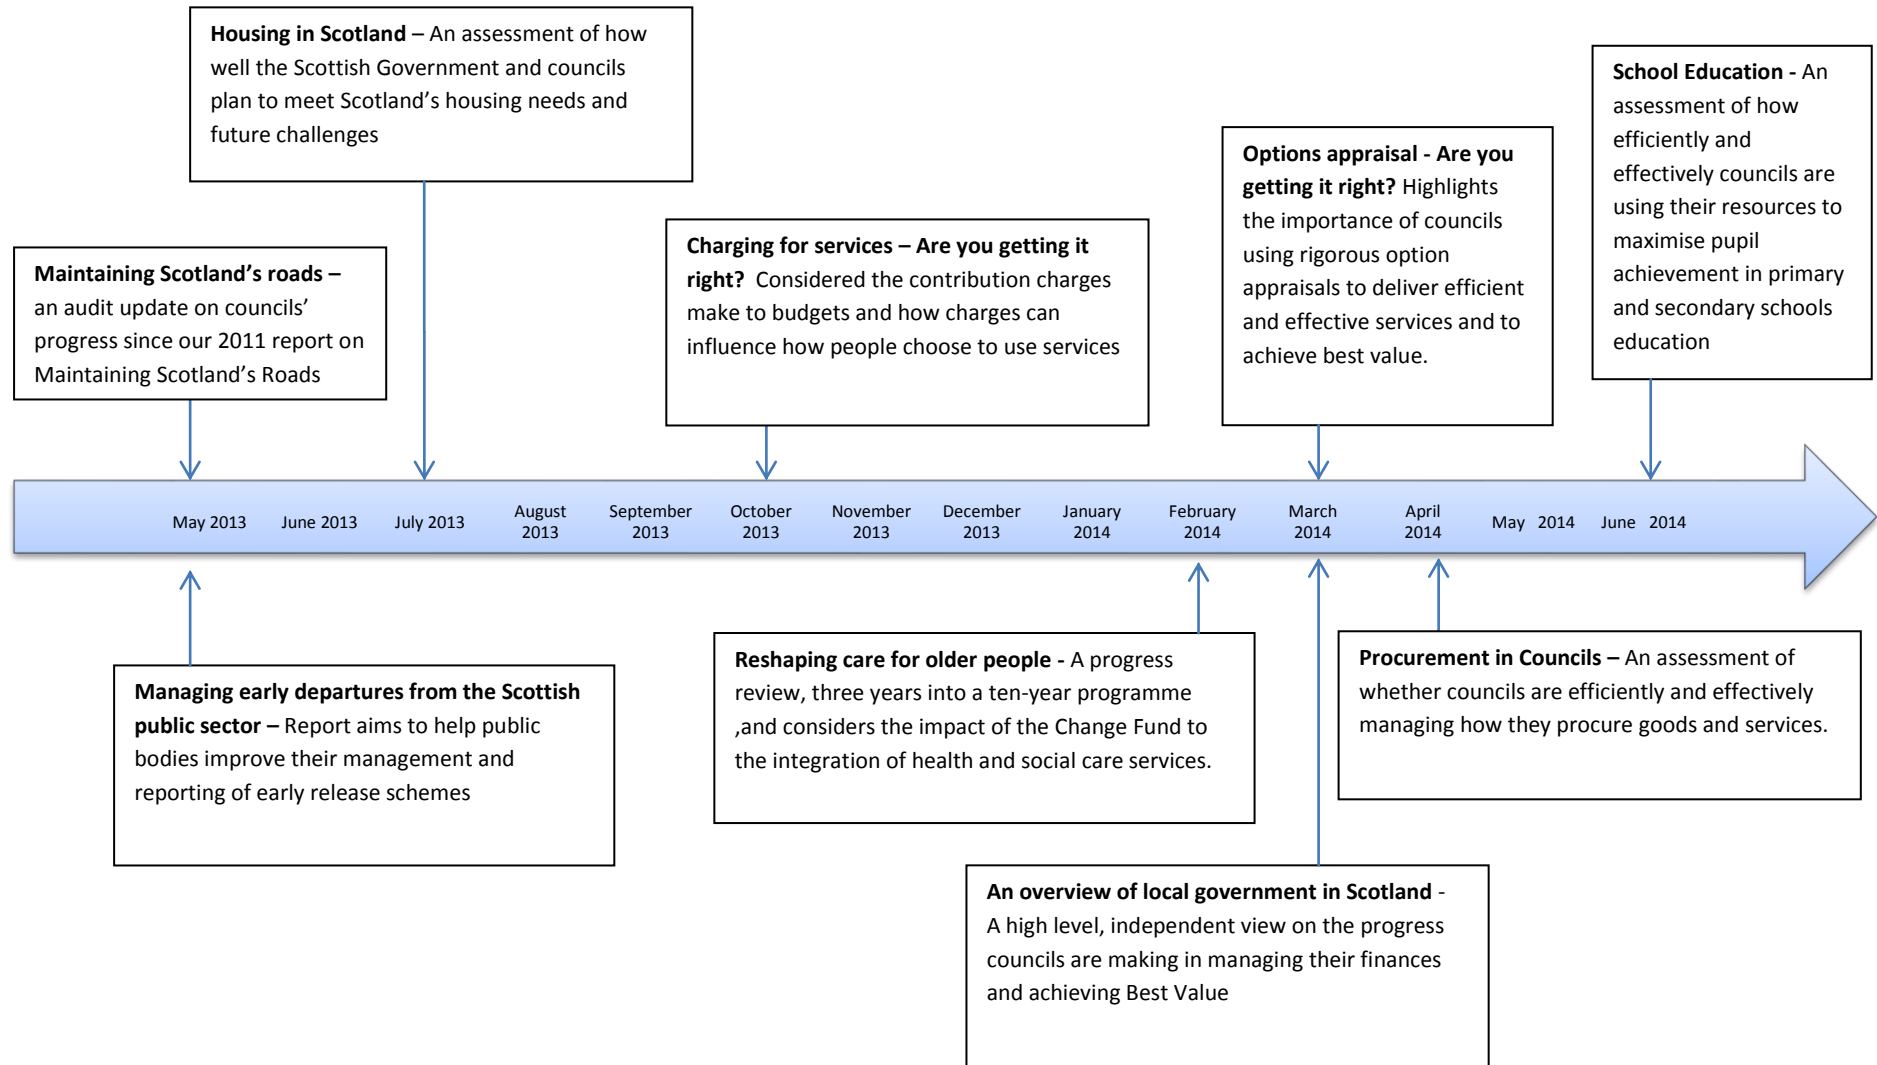 Housing in Scotland – An assessment of how
well the Scottish Government and councils
plan to meet Scotland's housing needs and
future challenges
School Education - An
assessment of how
efficiently and
effectively councils are
using their resources to
maximise pupil
achievement in primary
and secondary schools
education
Options appraisal - Are you
getting it right? Highlights
the importance of councils
using rigorous option
appraisals to deliver efficient
and effective services and to
achieve best value.
Charging for services – Are you getting it
right? Considered the contribution charges
make to budgets and how charges can
influence how people choose to use services
Maintaining Scotland's roads –
an audit update on councils'
progress since our 2011 report on
Maintaining Scotland's Roads
May 2013
June 2013
July 2013
August
2013
September
2013
October
2013
November
2013
December
2013
January
2014
February
2014
March
2014
April
2014
May 2014
June 2014
Managing early departures from the Scottish
public sector – Report aims to help public
bodies improve their management and
reporting of early release schemes
Reshaping care for older people - A progress
review, three years into a ten-year programme
,and considers the impact of the Change Fund to
the integration of health and social care services.
Procurement in Councils – An assessment of
whether councils are efficiently and effectively
managing how they procure goods and services.
An overview of local government in Scotland -
A high level, independent view on the progress
councils are making in managing their finances
and achieving Best Value